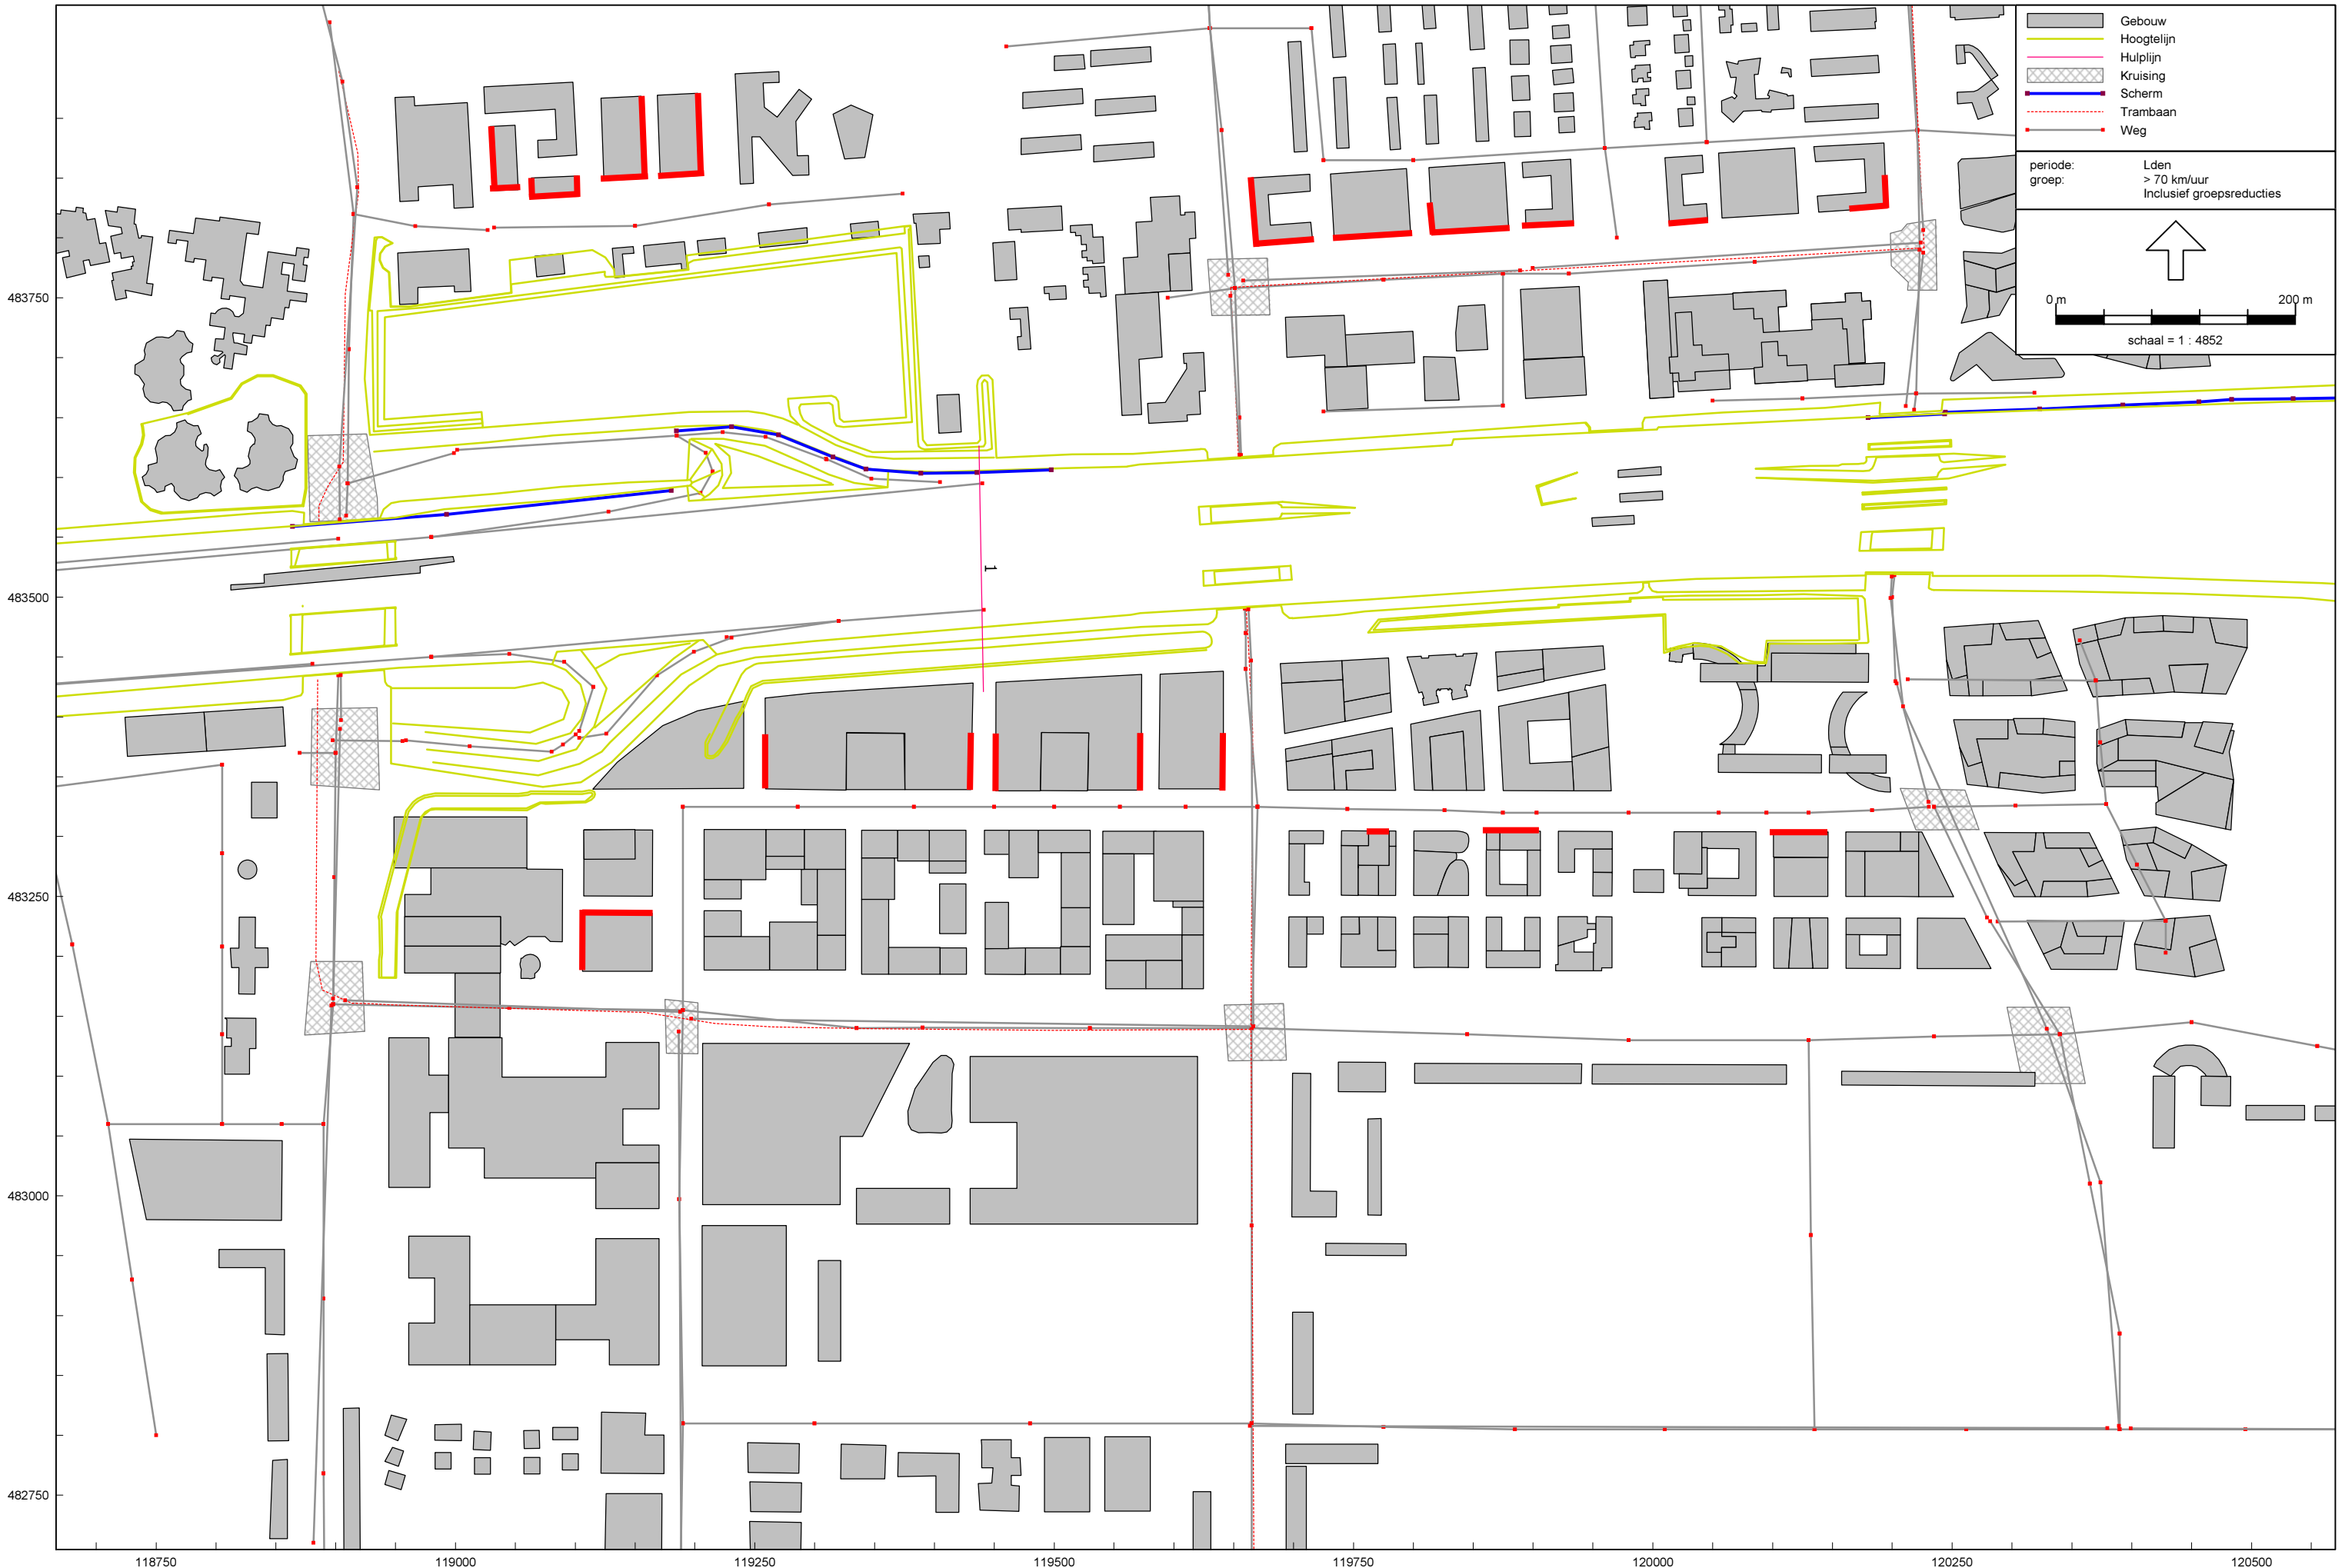 Gebouw
Hoogtelijn
Hulplijn
Kruising
Scherm
Trambaan
Weg
periode: Lden
groep: > 70 km/uur
Inclusief groepsreducties
0 m 200 m
schaal = 1 : 4852
483750
483500
1
483250
483000
482750
118750 119000 119250 119500 119750 120000 120250 120500